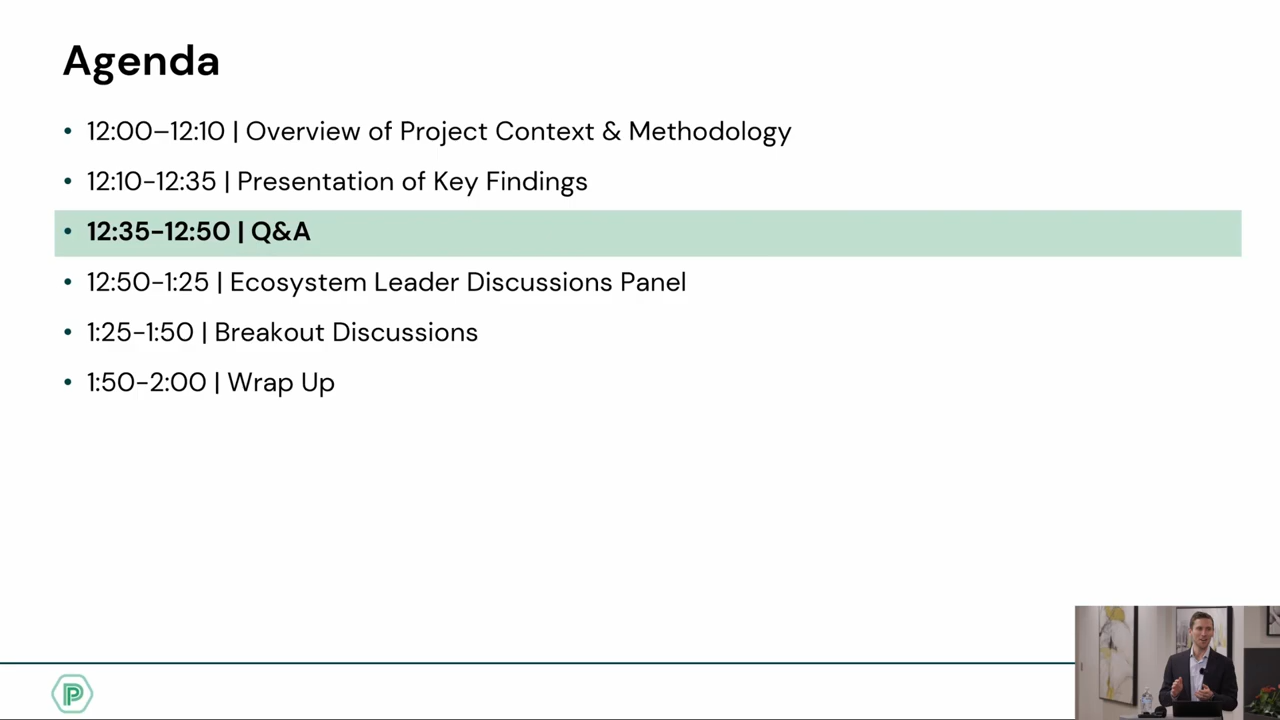 Agenda
• 12:00–12:10 | Overview of Project Context & Methodology
• 12:10-12:35 | Presentation of Key Findings
• 12:35-12:50 | Q&A
• 12:50-1:25 | Ecosystem Leader Discussions Panel
• 1:25-1:50 | Breakout Discussions
• 1:50-2:00 | Wrap Up
P